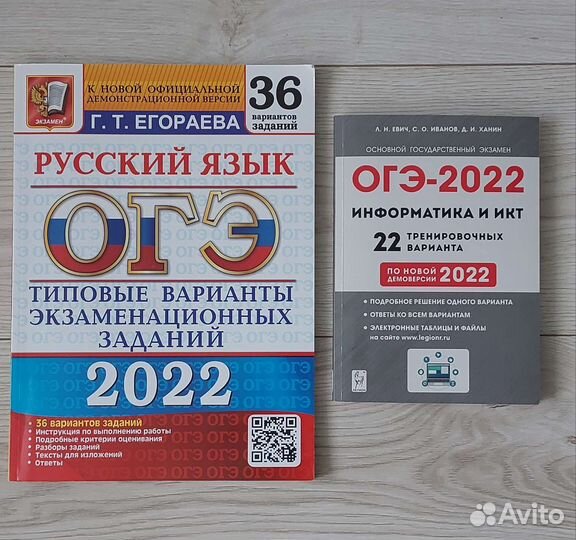 ЭКЗАМЕН
К НОВОЙ ОФИЦИАЛЬНОЙ
ДЕМОНСТРАЦИОННОЙ ВЕРСИИ
36
вариантов
заданий
Г. Т. ЕГОРАЕВА
РУССКИЙ ЯЗЫК
ОГЭ
ТИПОВЫЕ ВАРИАНТЫ
ЭКЗАМЕНАЦИОННЫХ
ЗАДАНИЙ
2022
• 36 вариантов заданий
• Инструкция по выполнению работы
• Подробные критерии оценивания
• Разборы заданий
• Тексты для изложений
• Ответы
Л. Н. ЕВИЧ, С. О. ИВАНОВ, Д. И. ХАНИН
ОСНОВНОЙ ГОСУДАРСТВЕННЫЙ ЭКЗАМЕН
ОГЭ-2022
ИНФОРМАТИКА И ИКТ
22 ТРЕНИРОВОЧНЫХ
ВАРИАНТА
ПО НОВОЙ
ДЕМОВЕРСИИ 2022
• ПОДРОБНОЕ РЕШЕНИЕ ОДНОГО ВАРИАНТА
• ОТВЕТЫ КО ВСЕМ ВАРИАНТАМ
• ЭЛЕКТРОННЫЕ ТАБЛИЦЫ И ФАЙЛЫ
на сайте www.legionr.ru
ЛЕГИОН
Avito